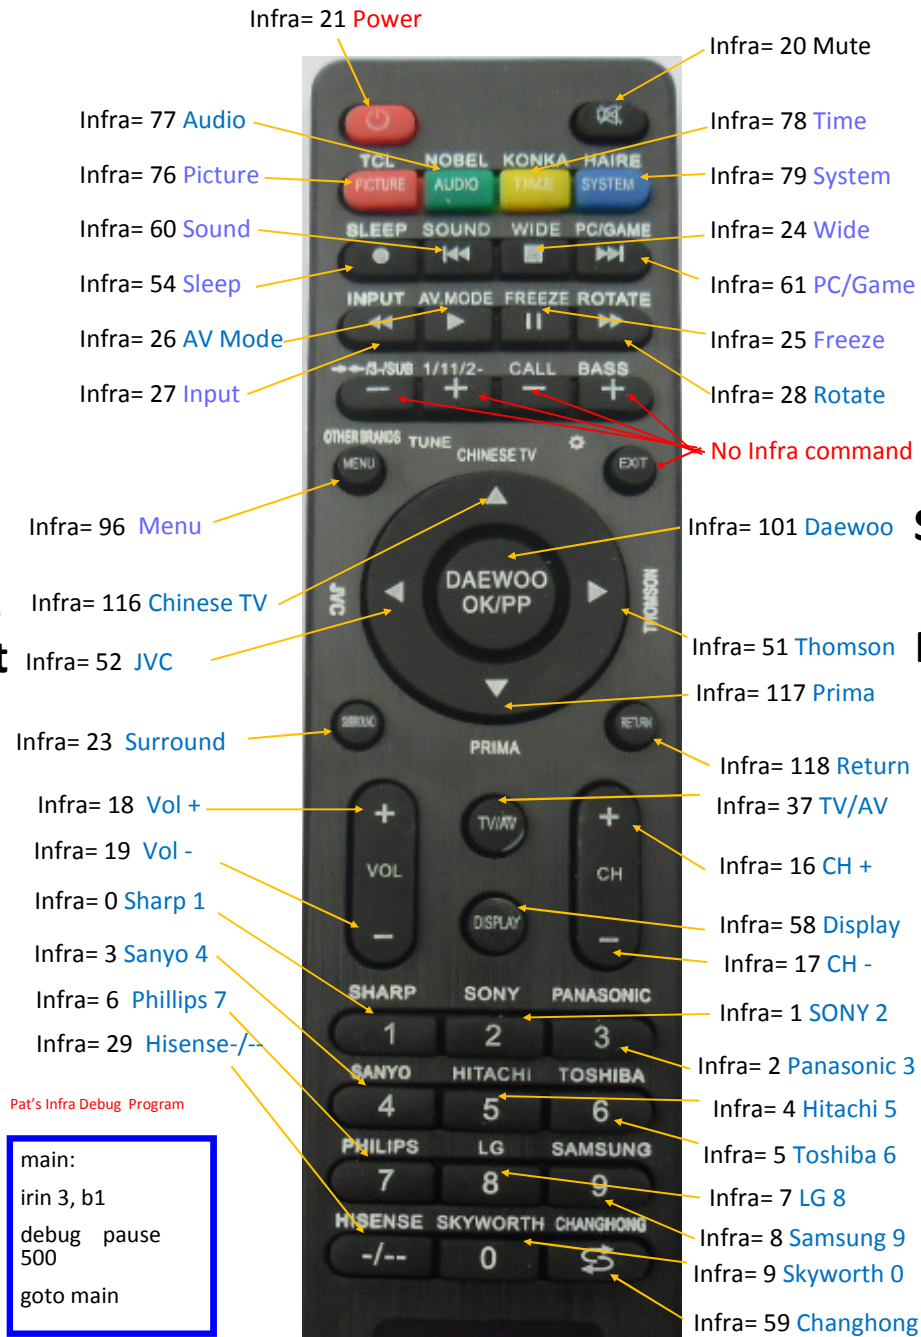 Infra= 21 Power
Infra= 20 Mute
Infra= 77 Audio
Infra= 78 Time
TCL NOBEL KONKA HAIRE
Infra= 76 Picture
PICTURE AUDIO TIME SYSTEM
Infra= 79 System
Infra= 60 Sound
SLEEP SOUND WIDE PC/GAME
Infra= 24 Wide
Infra= 54 Sleep
Infra= 61 PC/Game
INPUT AV.MODE FREEZE ROTATE
Infra= 26 AV Mode
Infra= 25 Freeze
Infra= 27 Input
/3-/SUB 1/11/2- CALL BASS
− + − +
Infra= 28 Rotate
OTHER BRANDS TUNE CHINESE TV
MENU EXIT
No Infra command
Infra= 96 Menu
Infra= 101 Daewoo
S
DAEWOO
OK/PP
Infra= 116 Chinese TV
JVC THOMSON
t
Infra= 52 JVC
Infra= 51 Thomson
Infra= 117 Prima
SURROUND RETURN
Infra= 23 Surround
PRIMA
Infra= 118 Return
Infra= 18 Vol +
Infra= 37 TV/AV
+ TV/AV +
Infra= 19 Vol -
Infra= 16 CH +
VOL CH
Infra= 0 Sharp 1
DISPLAY
Infra= 58 Display
− −
Infra= 3 Sanyo 4
Infra= 17 CH -
SHARP SONY PANASONIC
Infra= 6 Phillips 7
Infra= 1 SONY 2
1 2 3
Infra= 29 Hisense-/--
Infra= 2 Panasonic 3
SANYO HITACHI TOSHIBA
Pat's Infra Debug Program
4 5 6
Infra= 4 Hitachi 5
PHILIPS LG SAMSUNG
Infra= 5 Toshiba 6
main:
7 8 9
irin 3, b1
Infra= 7 LG 8
HISENSE SKYWORTH CHANGHONG
debug pause
500
Infra= 8 Samsung 9
-/-- 0
Infra= 9 Skyworth 0
goto main
Infra= 59 Changhong